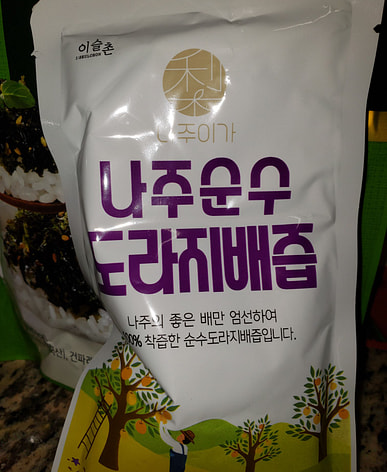 이슬촌
나주이가
나주순수
도라지배즙
나주의 좋은 배만 엄선하여
100% 착즙한 순수도라지배즙입니다.